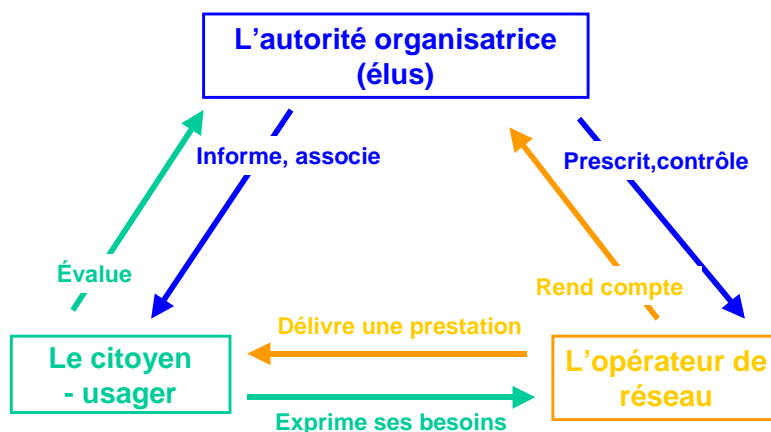 L'autorité organisatrice
(élus)
Informe, associe
Prescrit,contrôle
Évalue
Rend compte
Délivre une prestation
Le citoyen
- usager
L'opérateur de
réseau
Exprime ses besoins